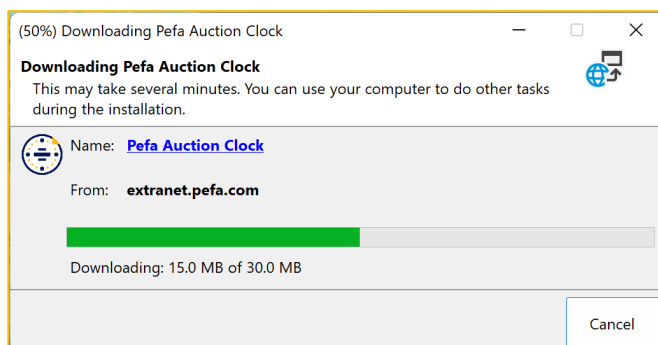 (50%) Downloading Pefa Auction Clock
Downloading Pefa Auction Clock
This may take several minutes. You can use your computer to do other tasks
during the installation.
Name: Pefa Auction Clock
From: extranet.pefa.com
Downloading: 15.0 MB of 30.0 MB
Cancel